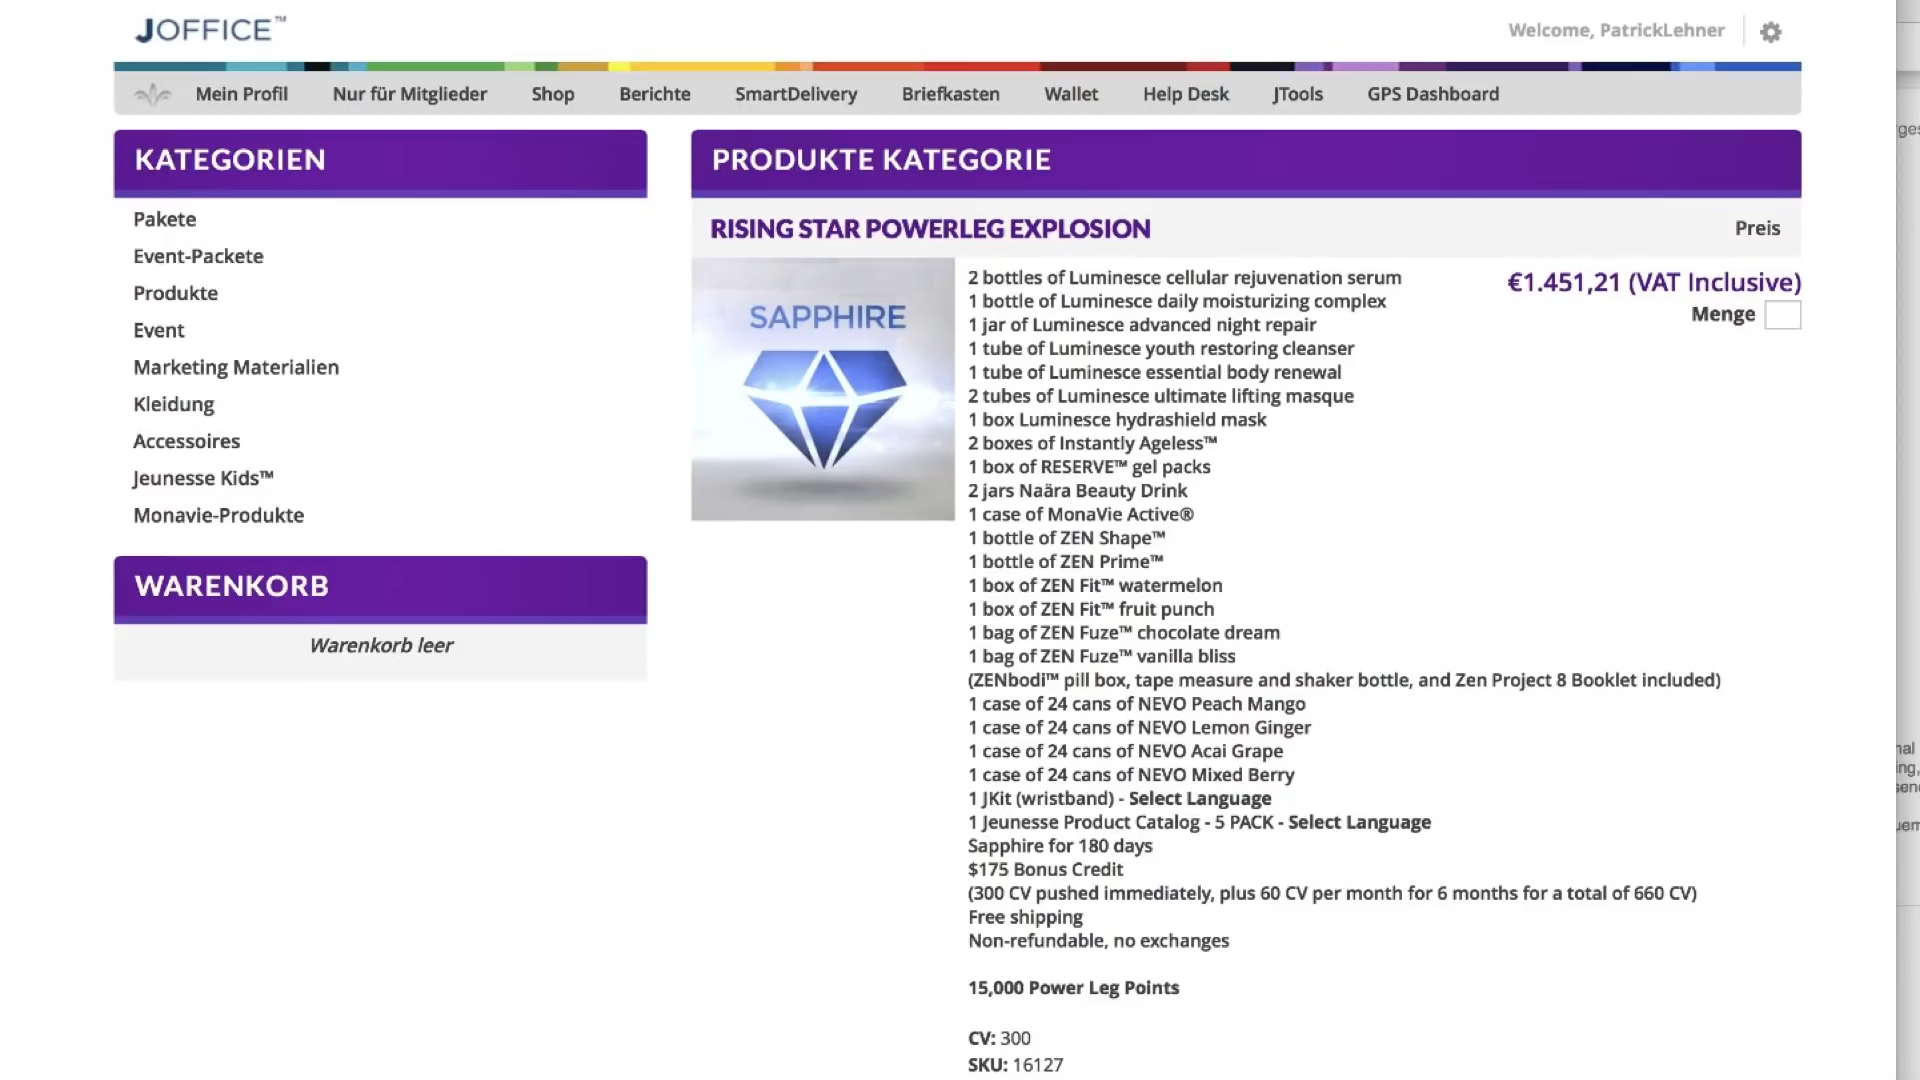 JOFFICE™
Welcome, PatrickLehner
Mein Profil Nur für Mitglieder Shop Berichte SmartDelivery Briefkasten Wallet Help Desk JTools GPS Dashboard
KATEGORIEN
Pakete
Event-Packete
Produkte
Event
Marketing Materialien
Kleidung
Accessoires
Jeunesse Kids™
Monavie-Produkte
WARENKORB
Warenkorb leer
PRODUKTE KATEGORIE
RISING STAR POWERLEG EXPLOSION
Preis
SAPPHIRE
2 bottles of Luminesce cellular rejuvenation serum
1 bottle of Luminesce daily moisturizing complex
1 jar of Luminesce advanced night repair
1 tube of Luminesce youth restoring cleanser
1 tube of Luminesce essential body renewal
2 tubes of Luminesce ultimate lifting masque
1 box Luminesce hydrashield mask
2 boxes of Instantly Ageless™
1 box of RESERVE™ gel packs
2 jars Naära Beauty Drink
1 case of MonaVie Active®
1 bottle of ZEN Shape™
1 bottle of ZEN Prime™
1 box of ZEN Fit™ watermelon
1 box of ZEN Fit™ fruit punch
1 bag of ZEN Fuze™ chocolate dream
1 bag of ZEN Fuze™ vanilla bliss
(ZENbodi™ pill box, tape measure and shaker bottle, and Zen Project 8 Booklet included)
1 case of 24 cans of NEVO Peach Mango
1 case of 24 cans of NEVO Lemon Ginger
1 case of 24 cans of NEVO Acai Grape
1 case of 24 cans of NEVO Mixed Berry
1 JKit (wristband) - Select Language
1 Jeunesse Product Catalog - 5 PACK - Select Language
Sapphire for 180 days
$175 Bonus Credit
(300 CV pushed immediately, plus 60 CV per month for 6 months for a total of 660 CV)
Free shipping
Non-refundable, no exchanges
15,000 Power Leg Points
CV: 300
SKU: 16127
€1.451,21 (VAT Inclusive)
Menge